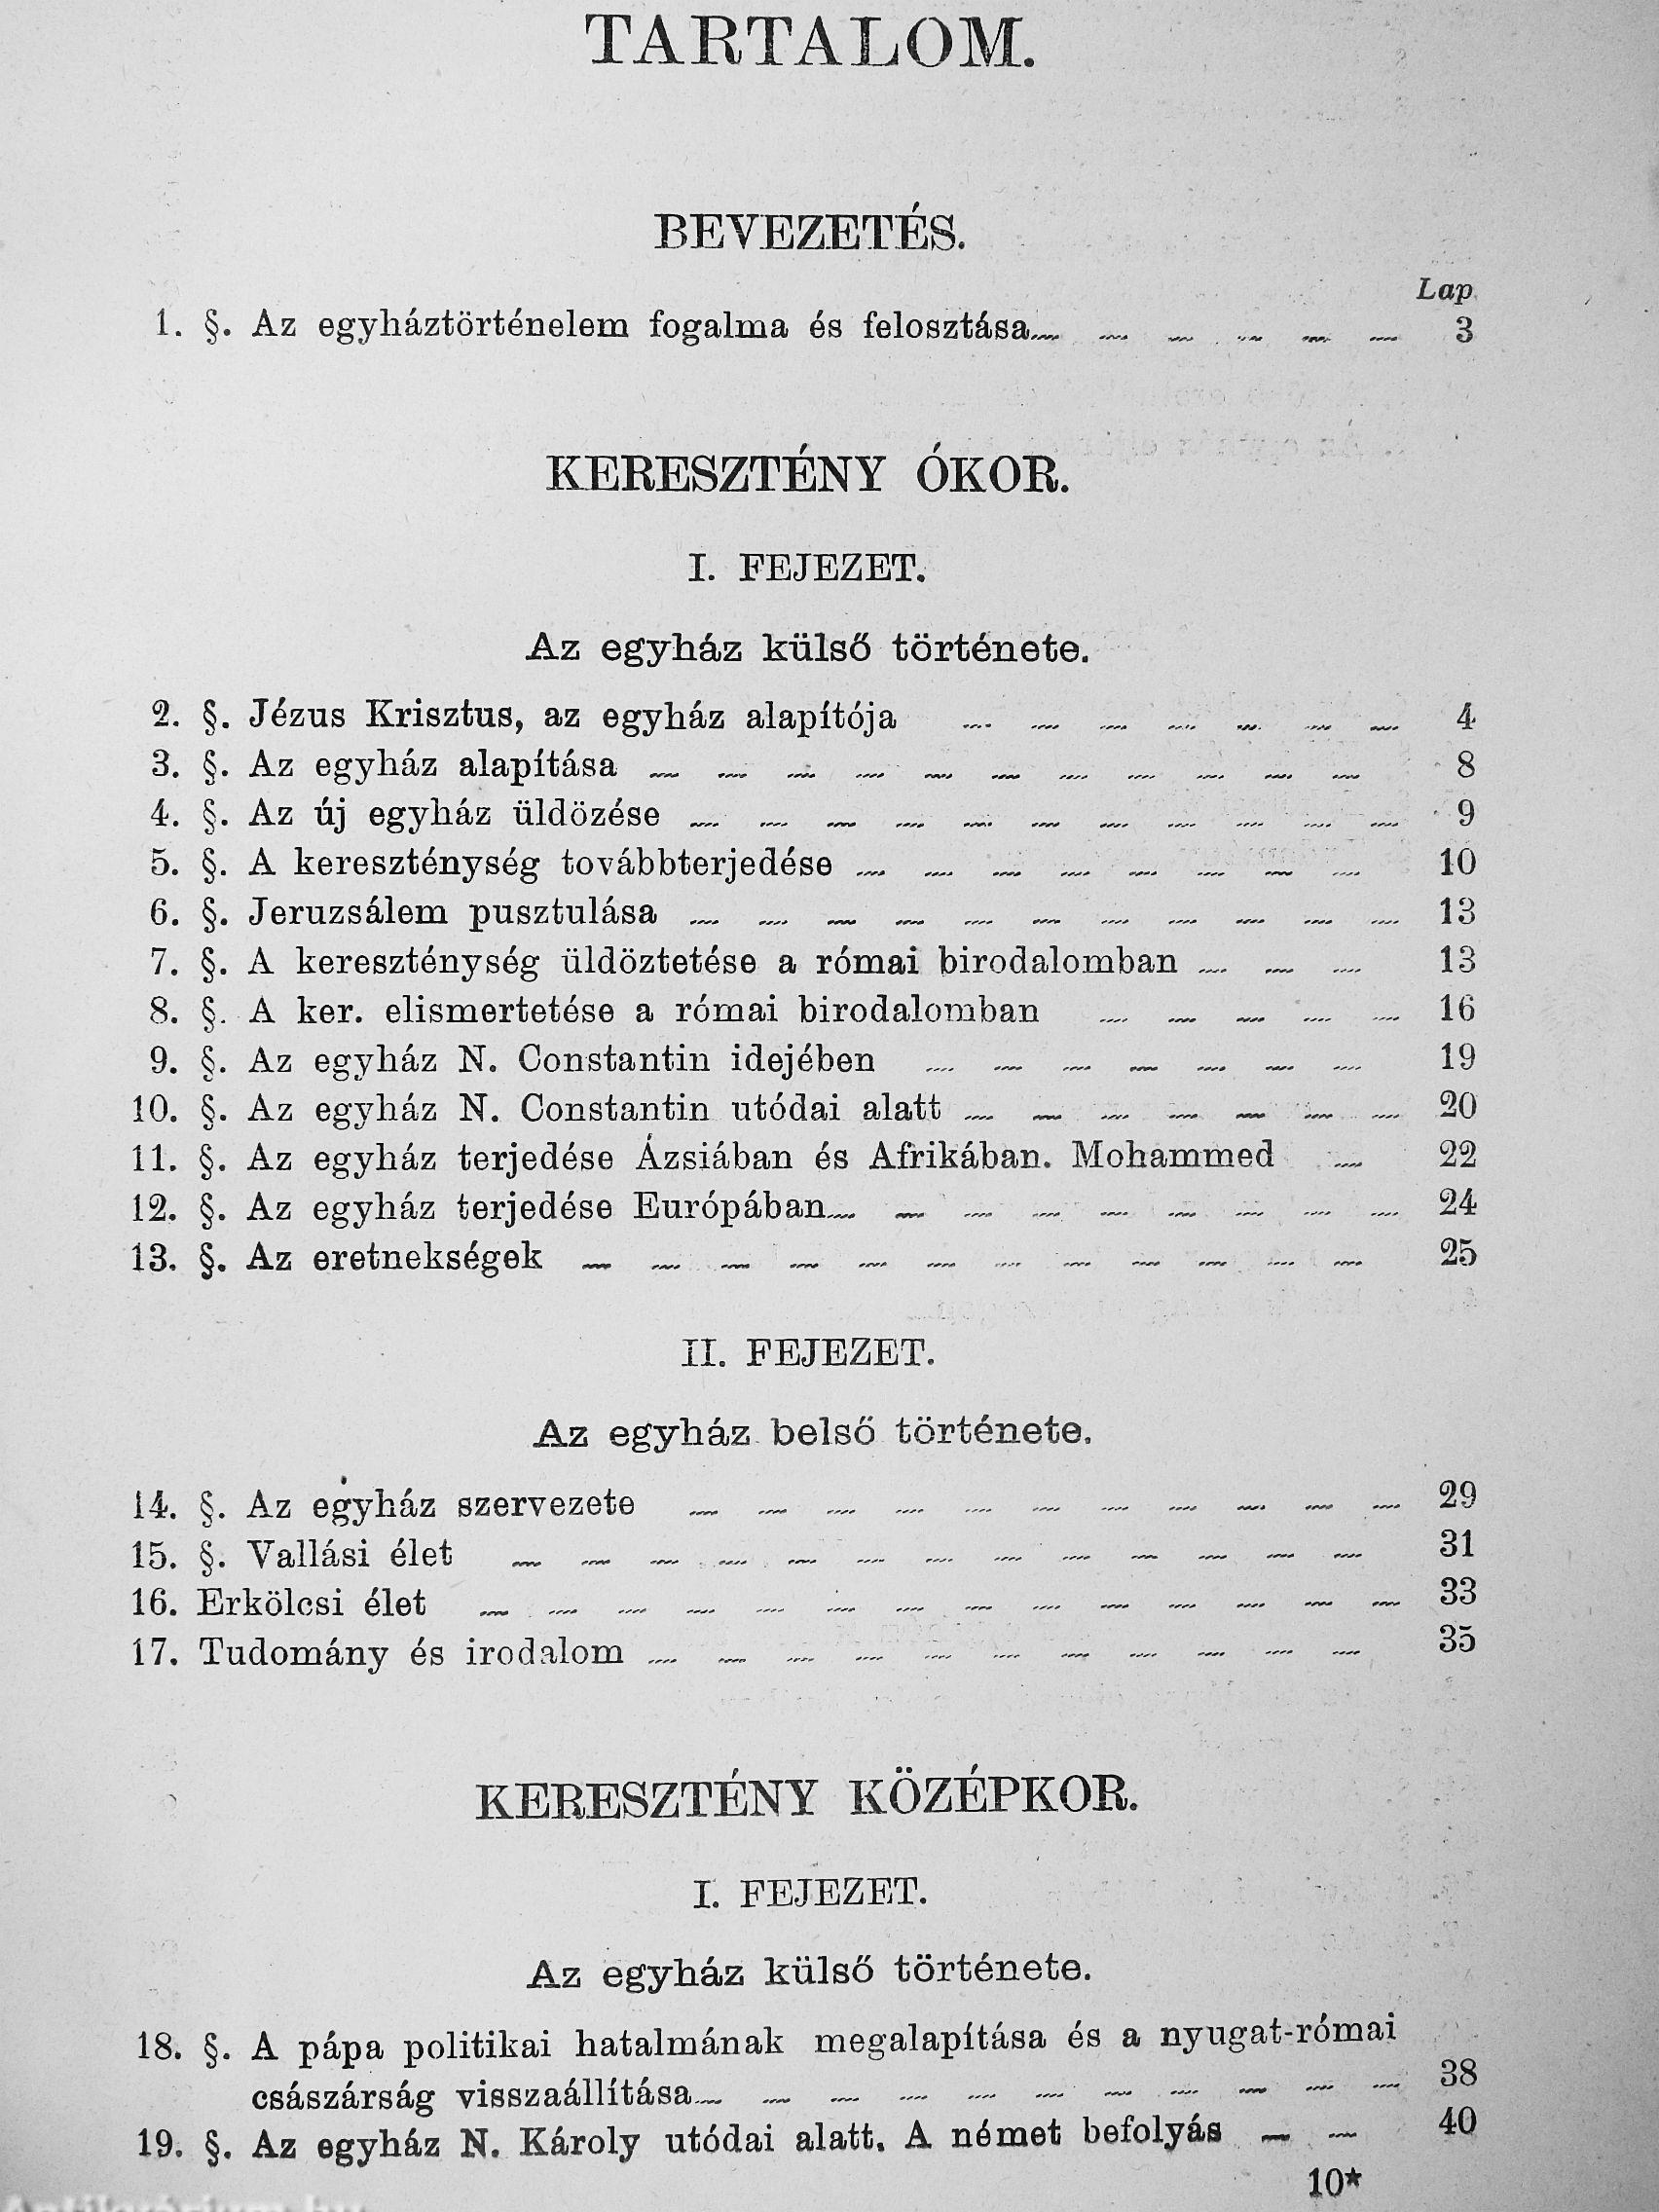 TARTALOM.
BEVEZETÉS.
Lap
1. §. Az egyháztörténelem fogalma és felosztása 3
KERESZTÉNY ÓKOR.
I. FEJEZET.
Az egyház külső története.
2. §. Jézus Krisztus, az egyház alapítója 4
3. §. Az egyház alapítása 8
4. §. Az új egyház üldözése 9
5. §. A kereszténység továbbterjedése 10
6. §. Jeruzsálem pusztulása 13
7. §. A kereszténység üldöztetése a római birodalomban 13
8. §. A ker. elismertetése a római birodalomban 16
9. §. Az egyház N. Constantin idejében 19
10. §. Az egyház N. Constantin utódai alatt 20
11. §. Az egyház terjedése Ázsiában és Afrikában. Mohammed 22
12. §. Az egyház terjedése Európában 24
13. §. Az eretnekségek 25
II. FEJEZET.
Az egyház belső története.
14. §. Az egyház szervezete 29
15. §. Vallási élet 31
16. Erkölcsi élet 33
17. Tudomány és irodalom 35
KERESZTÉNY KÖZÉPKOR.
I. FEJEZET.
Az egyház külső története.
18. §. A pápa politikai hatalmának megalapítása és a nyugat-római
császárság visszaállítása 38
19. §. Az egyház N. Károly utódai alatt. A német befolyás 40
10*